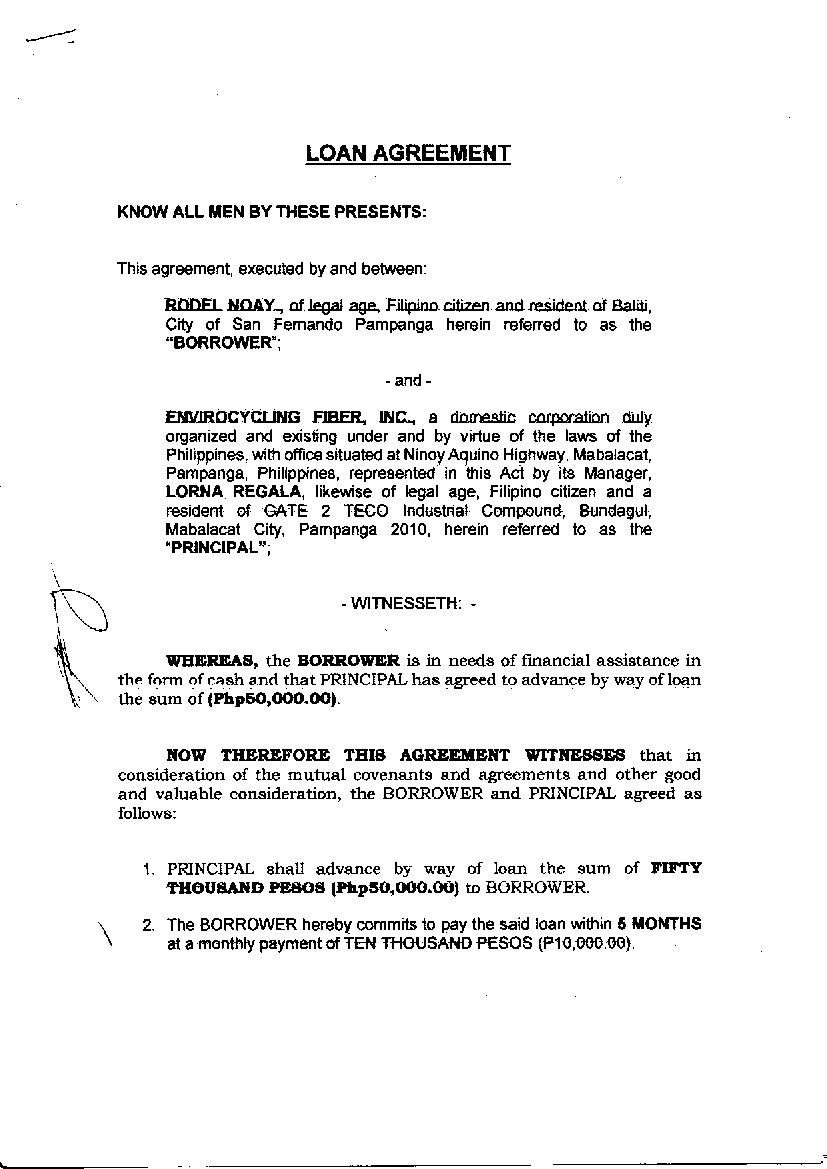 LOAN AGREEMENT
KNOW ALL MEN BY THESE PRESENTS:
This agreement, executed by and between:
RODEL NOAY., of legal age, Filipino citizen and resident of Baliti,
City of San Fernando Pampanga herein referred to as the
"BORROWER";
- and -
ENVIROCYCLING FIBER, INC., a domestic corporation duly
organized and existing under and by virtue of the laws of the
Philippines, with office situated at Ninoy Aquino Highway, Mabalacat,
Pampanga, Philippines, represented in this Act by its Manager,
LORNA REGALA, likewise of legal age, Filipino citizen and a
resident of GATE 2 TECO Industrial Compound, Bundagul,
Mabalacat City, Pampanga 2010, herein referred to as the
"PRINCIPAL";
- WITNESSETH: -
WHEREAS, the BORROWER is in needs of financial assistance in
the form of cash and that PRINCIPAL has agreed to advance by way of loan
the sum of (Php50,000.00).
NOW THEREFORE THIS AGREEMENT WITNESSES that in
consideration of the mutual covenants and agreements and other good
and valuable consideration, the BORROWER and PRINCIPAL agreed as
follows:
1. PRINCIPAL shall advance by way of loan the sum of FIFTY
THOUSAND PESOS (Php50,000.00) to BORROWER.
2. The BORROWER hereby commits to pay the said loan within 5 MONTHS
at a monthly payment of TEN THOUSAND PESOS (P10,000.00).